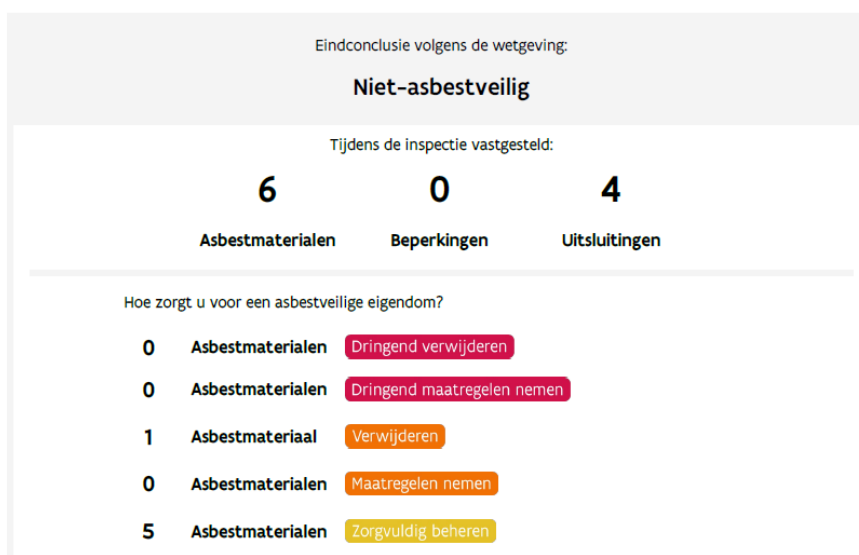 Eindconclusie volgens de wetgeving:
Niet-asbestveilig
Tijdens de inspectie vastgesteld:
6 0 4
Asbestmaterialen Beperkingen Uitsluitingen
Hoe zorgt u voor een asbestveilige eigendom?
0 Asbestmaterialen Dringend verwijderen
0 Asbestmaterialen Dringend maatregelen nemen
1 Asbestmateriaal Verwijderen
0 Asbestmaterialen Maatregelen nemen
5 Asbestmaterialen Zorgvuldig beheren